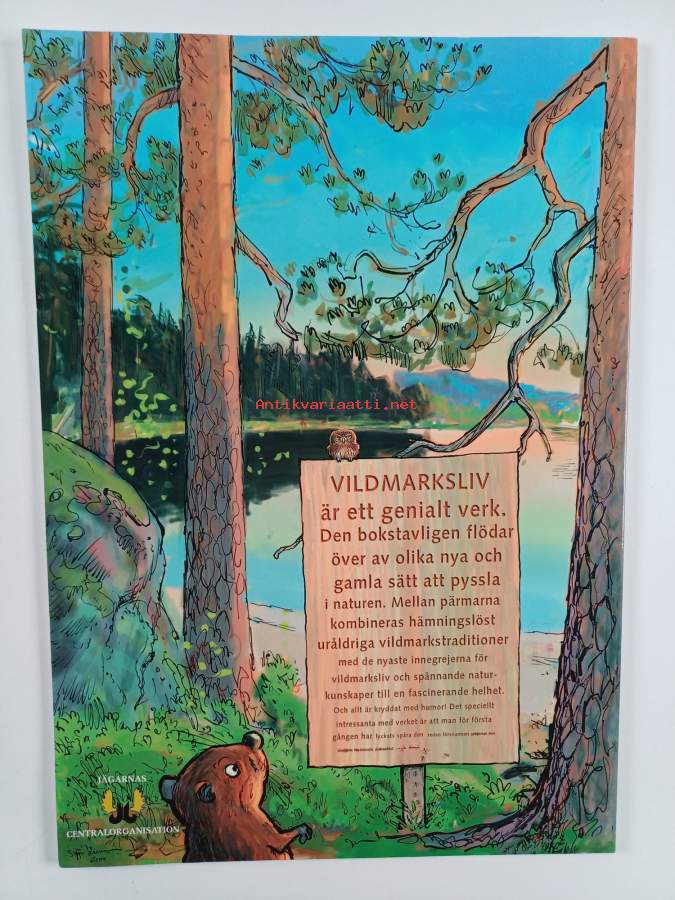 Antikvariaatti.net
VILDMARKSLIV
är ett genialt verk.
Den bokstavligen flödar
över av olika nya och
gamla sätt att pyssla
i naturen. Mellan pärmarna
kombineras hämningslöst
uråldriga vildmarkstraditioner
med de nyaste innegrejerna för
vildmarksliv och spännande natur-
kunskaper till en fascinerande helhet.
Och allt är kryddat med humor! Det speciellt
intressanta med verket är att man för första
gången har lyckats spåra den
JÄGARNAS
CENTRALORGANISATION